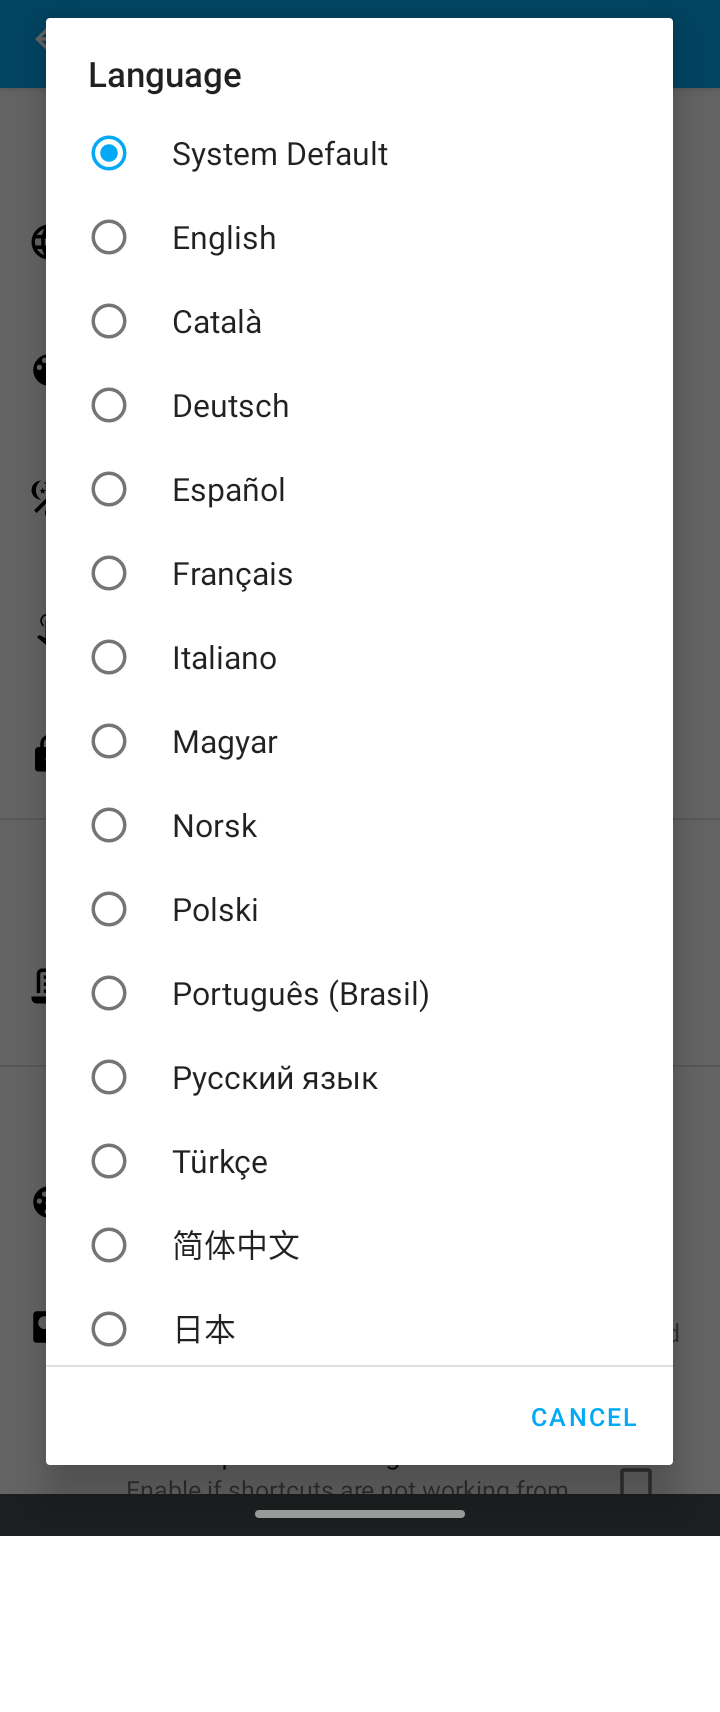 Language
System Default
English
Català
Deutsch
Español
Français
Italiano
Magyar
Norsk
Polski
Português (Brasil)
Русский язык
Türkçe
简体中文
日本
CANCEL
Enable if shortcuts are not working from